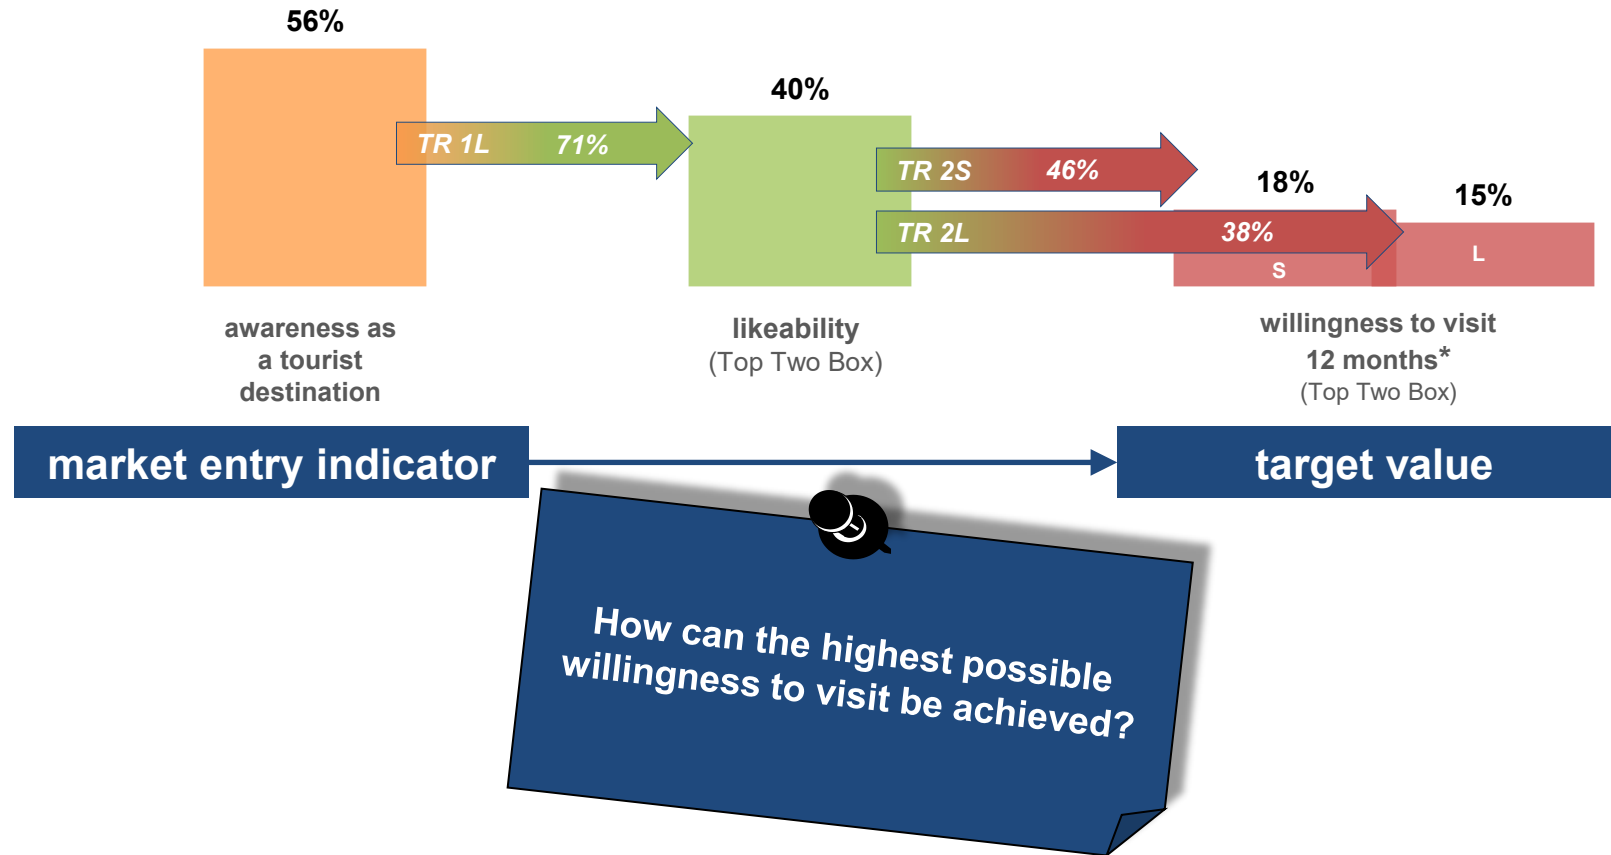 56%
40%
TR 1L 71%
TR 2S 46%
18%
15%
TR 2L 38%
S
L
awareness as
a tourist
destination
likeability
(Top Two Box)
willingness to visit
12 months*
(Top Two Box)
market entry indicator
target value
How can the highest possible
willingness to visit be achieved?